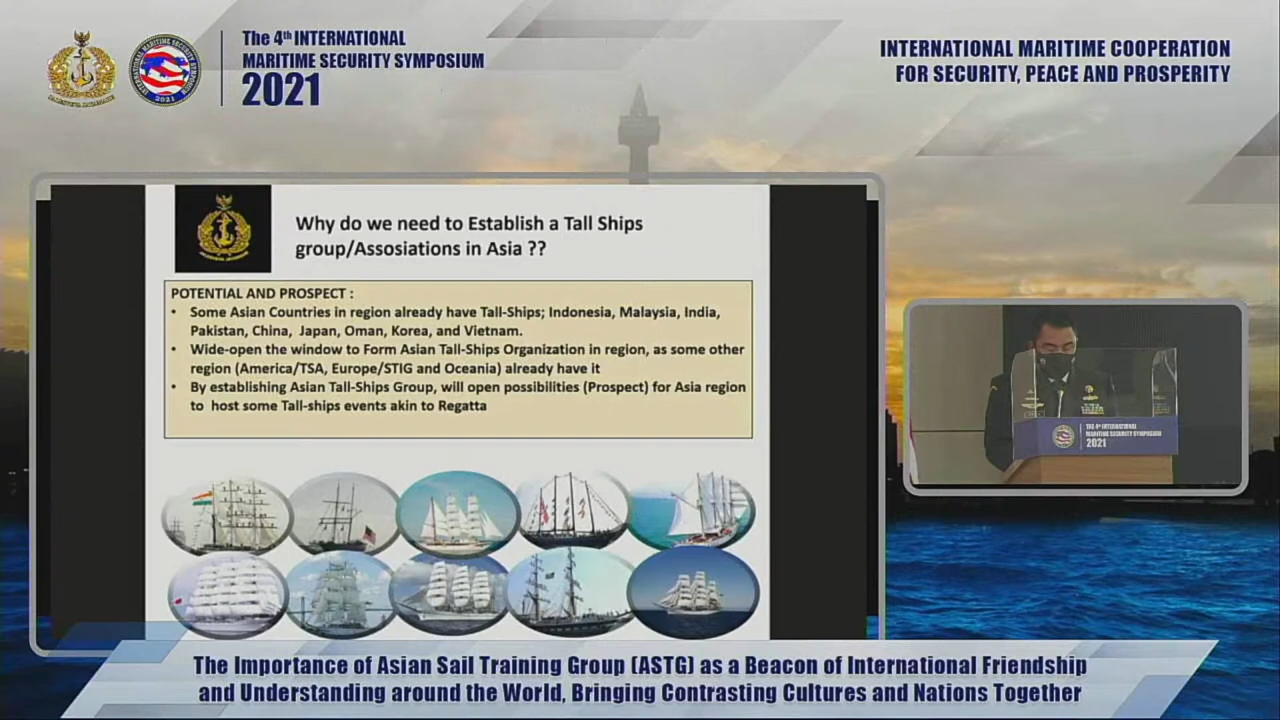 The 4th INTERNATIONAL
MARITIME SECURITY SYMPOSIUM
2021
INTERNATIONAL MARITIME COOPERATION
FOR SECURITY, PEACE AND PROSPERITY
Why do we need to Establish a Tall Ships
group/Assosiations in Asia ??
POTENTIAL AND PROSPECT :
• Some Asian Countries in region already have Tall-Ships; Indonesia, Malaysia, India,
Pakistan, China, Japan, Oman, Korea, and Vietnam.
• Wide-open the window to Form Asian Tall-Ships Organization in region, as some other
region (America/TSA, Europe/STIG and Oceania) already have it
• By establishing Asian Tall-Ships Group, will open possibilities (Prospect) for Asia region
to host some Tall-ships events akin to Regatta
THE 4th INTERNATIONAL
MARITIME SECURITY SYMPOSIUM
2021
The Importance of Asian Sail Training Group (ASTG) as a Beacon of International Friendship
and Understanding around the World, Bringing Contrasting Cultures and Nations Together